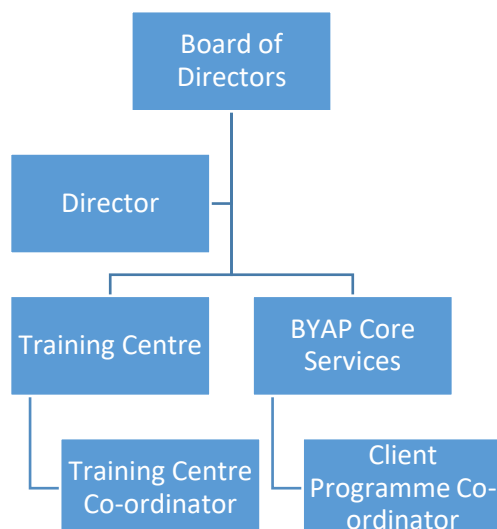 Board of
Directors
Director
Training Centre
BYAP Core
Services
Training Centre
Co-ordinator
Client
Programme Co-
ordinator